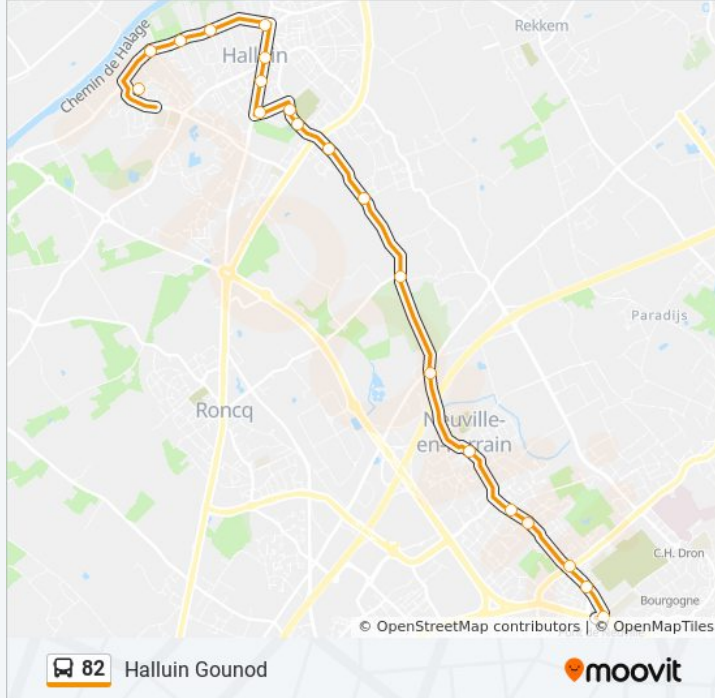 Rekkem
Chemin de Halage
Halluin
Paradijs
Roncq
Neuville-
en-Ferrain
C.H. Dron
Bourgogne
© OpenStreetMap contributors | © OpenMapTiles
82 Halluin Gounod
moovit